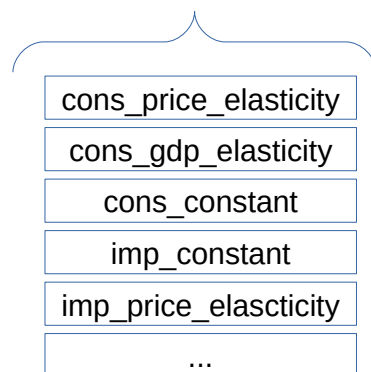 cons_price_elasticity
cons_gdp_elasticity
cons_constant
imp_constant
imp_price_elascticity
...